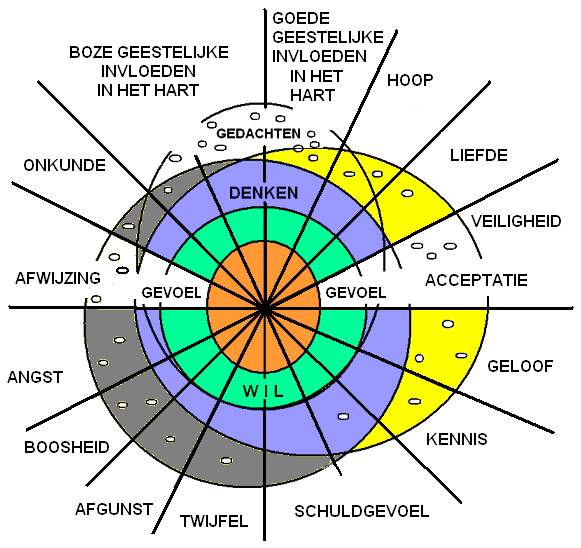 GOEDE
GEESTELIJKE
INVLOEDEN
IN HET
HART
BOZE GEESTELIJKE
INVLOEDEN
IN HET HART
HOOP
GEDACHTEN
ONKUNDE
LIEFDE
DENKEN
VEILIGHEID
AFWIJZING
ACCEPTATIE
GEVOEL
GEVOEL
ANGST
GELOOF
WIL
BOOSHEID
KENNIS
AFGUNST
TWIJFEL
SCHULDGEVOEL